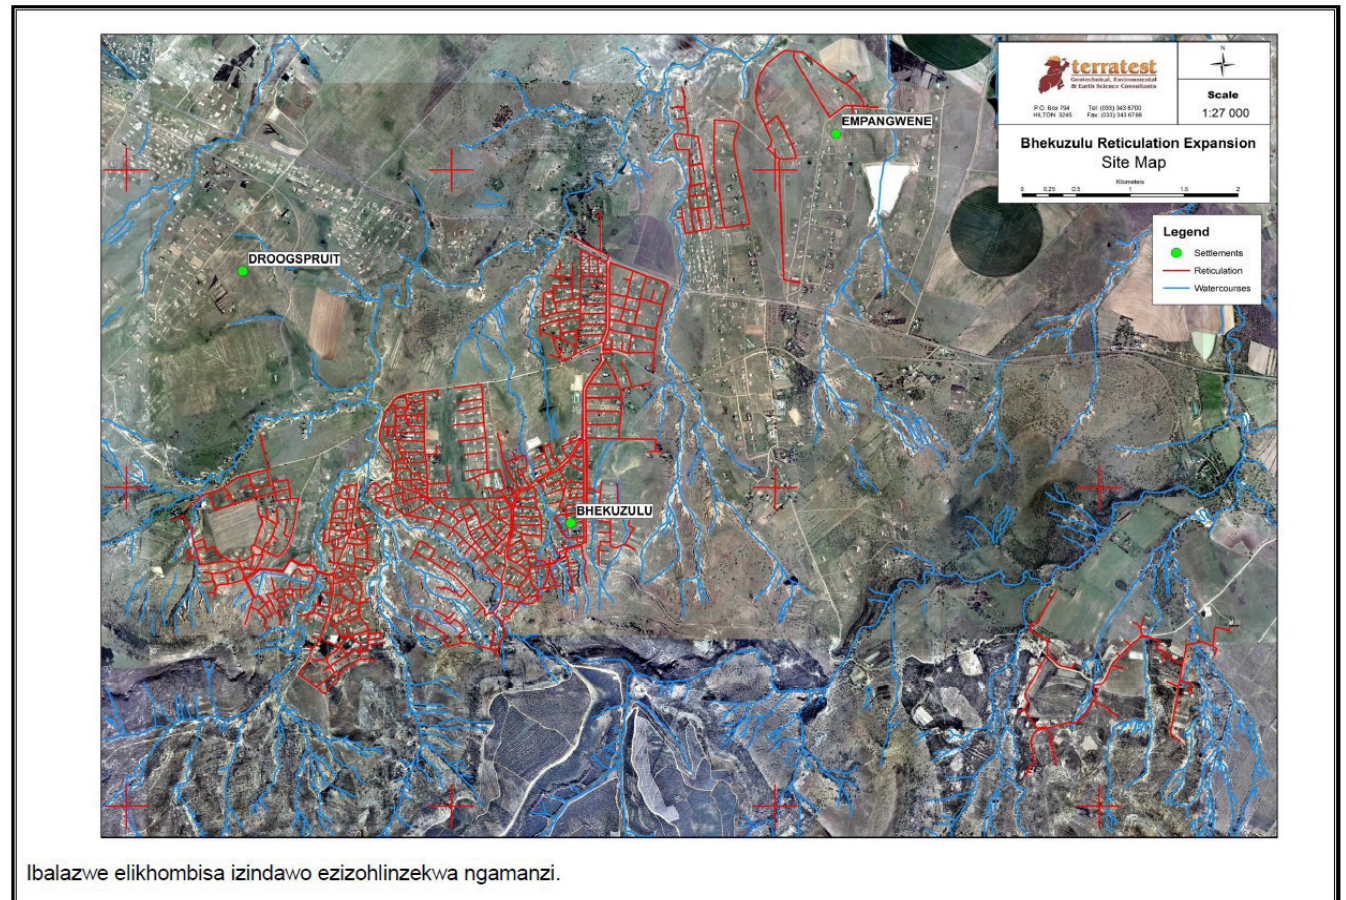 terratest
Geotechnical, Environmental
& Earth Science Consultants
P.O. Box 794 Tel: (033) 343 6700
HILTON 3245 Fax: (033) 343 6788
N
Scale
1:27 000
Bhekuzulu Reticulation Expansion
Site Map
Kilometers
0 0.25 0.5 1 1.5 2
Legend
Settlements
Reticulation
Watercourses
EMPANGWENE
DROOGSPRUIT
BHEKUZULU
Ibalazwe elikhombisa izindawo ezizohlinzekwa ngamanzi.